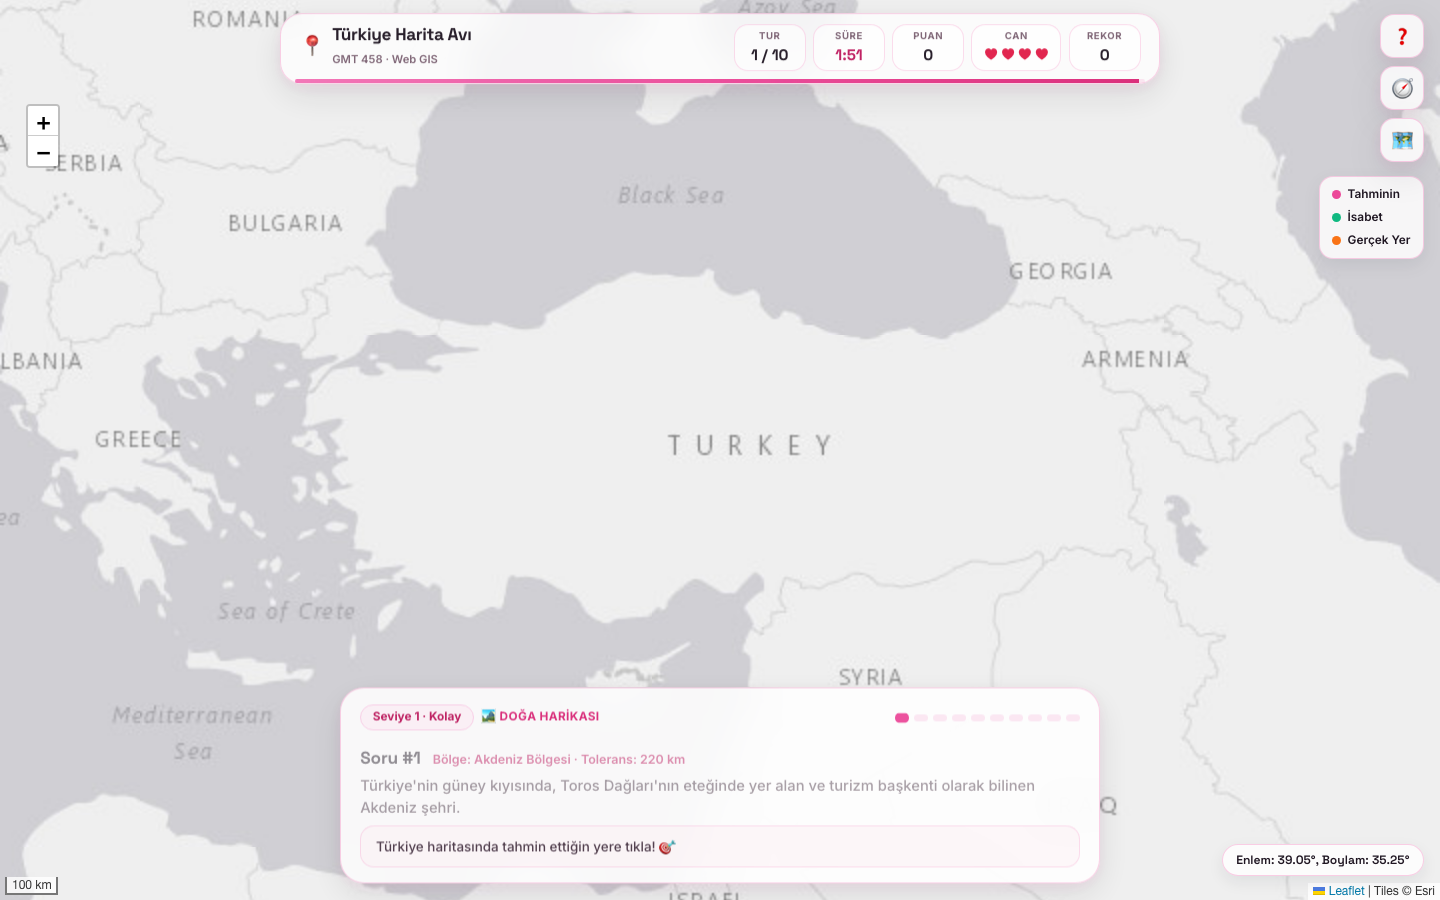 ROMANI
Azov Sea
Türkiye Harita Avı
GMT 458 · Web GIS
TUR
1 / 10
SÜRE
1:51
PUAN
0
CAN
REKOR
0
?
+
−
Tahminin
İsabet
Gerçek Yer
SERBIA
BULGARIA
Black Sea
GEORGIA
LBANIA
ARMENIA
GREECE
TURKEY
ea
Sea of Crete
SYRIA
Mediterranean
Sea
Seviye 1 · Kolay
DOĞA HARİKASI
Soru #1 Bölge: Akdeniz Bölgesi · Tolerans: 220 km
Türkiye'nin güney kıyısında, Toros Dağları'nın eteğinde yer alan ve turizm başkenti olarak bilinen
Akdeniz şehri.
Q
Türkiye haritasında tahmin ettiğin yere tıkla!
Enlem: 39.05°, Boylam: 35.25°
100 km
ISRAEL
Leaflet | Tiles © Esri